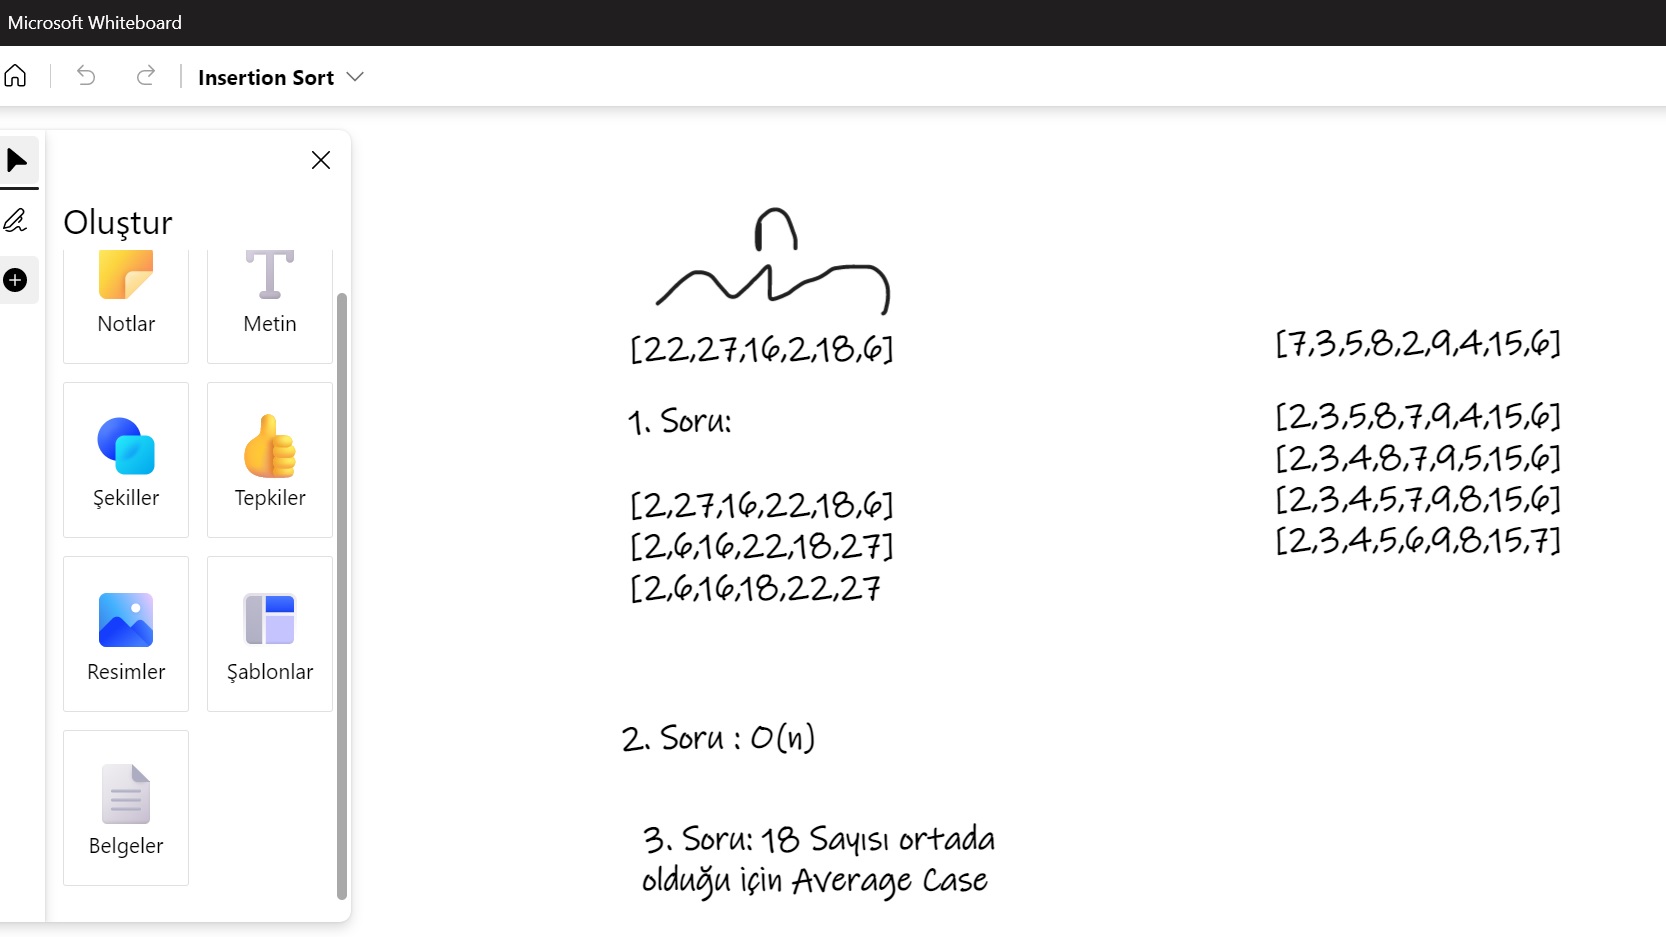 Microsoft Whiteboard
Insertion Sort
Oluştur
Notlar
Metin
Şekiller
Tepkiler
Resimler
Şablonlar
Belgeler
n
[22,27,16,2,18,6]
1. Soru:
[2,27,16,22,18,6]
[2,6,16,22,18,27]
[2,6,16,18,22,27
2. Soru : O(n)
3. Soru: 18 Sayısı ortada
olduğu için Average Case
[7,3,5,8,2,9,4,15,6]
[2,3,5,8,7,9,4,15,6]
[2,3,4,8,7,9,5,15,6]
[2,3,4,5,7,9,8,15,6]
[2,3,4,5,6,9,8,15,7]